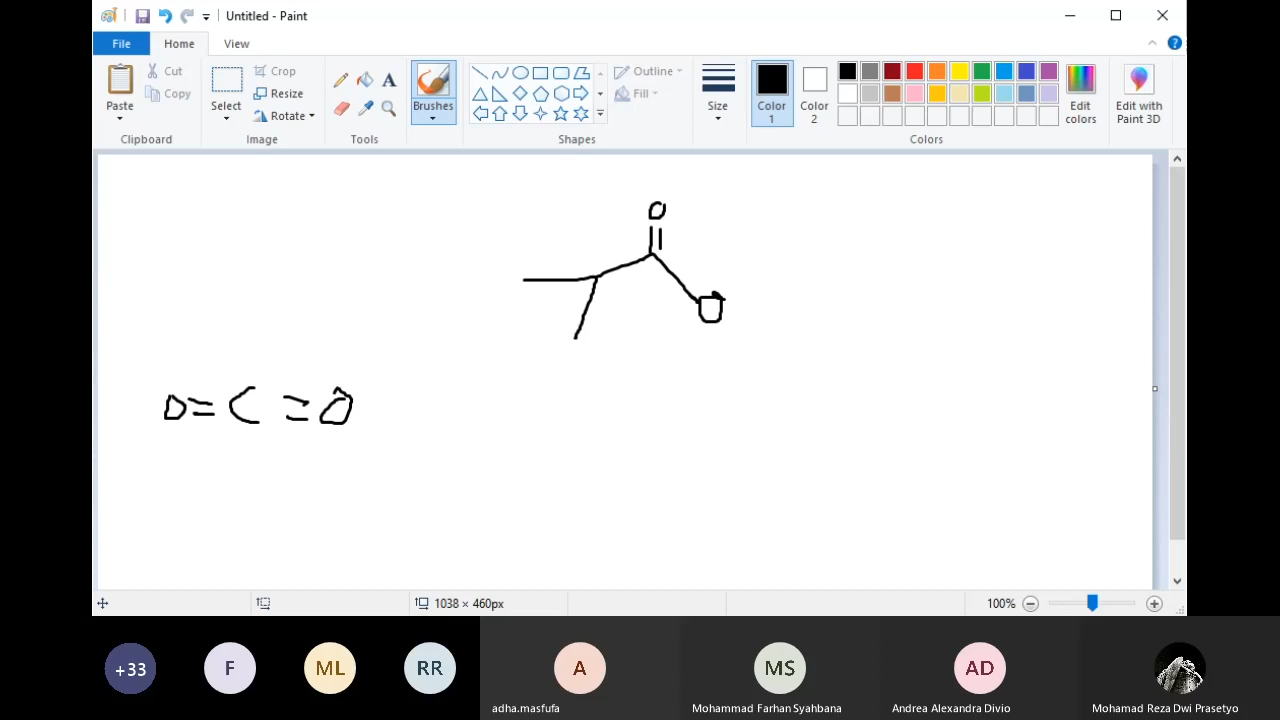 Untitled - Paint
File Home View
Cut Crop Outline
Copy Resize Fill
Paste Select Rotate Brushes Size Color 1 Color 2 Edit colors Edit with Paint 3D
Clipboard Image Tools Shapes Colors
O
O
O=C=O
1038 × 460px 100%
+33 F ML RR A MS AD
adha.masfufa Mohammad Farhan Syahbana Andrea Alexandra Divio Mohamad Reza Dwi Prasetyo